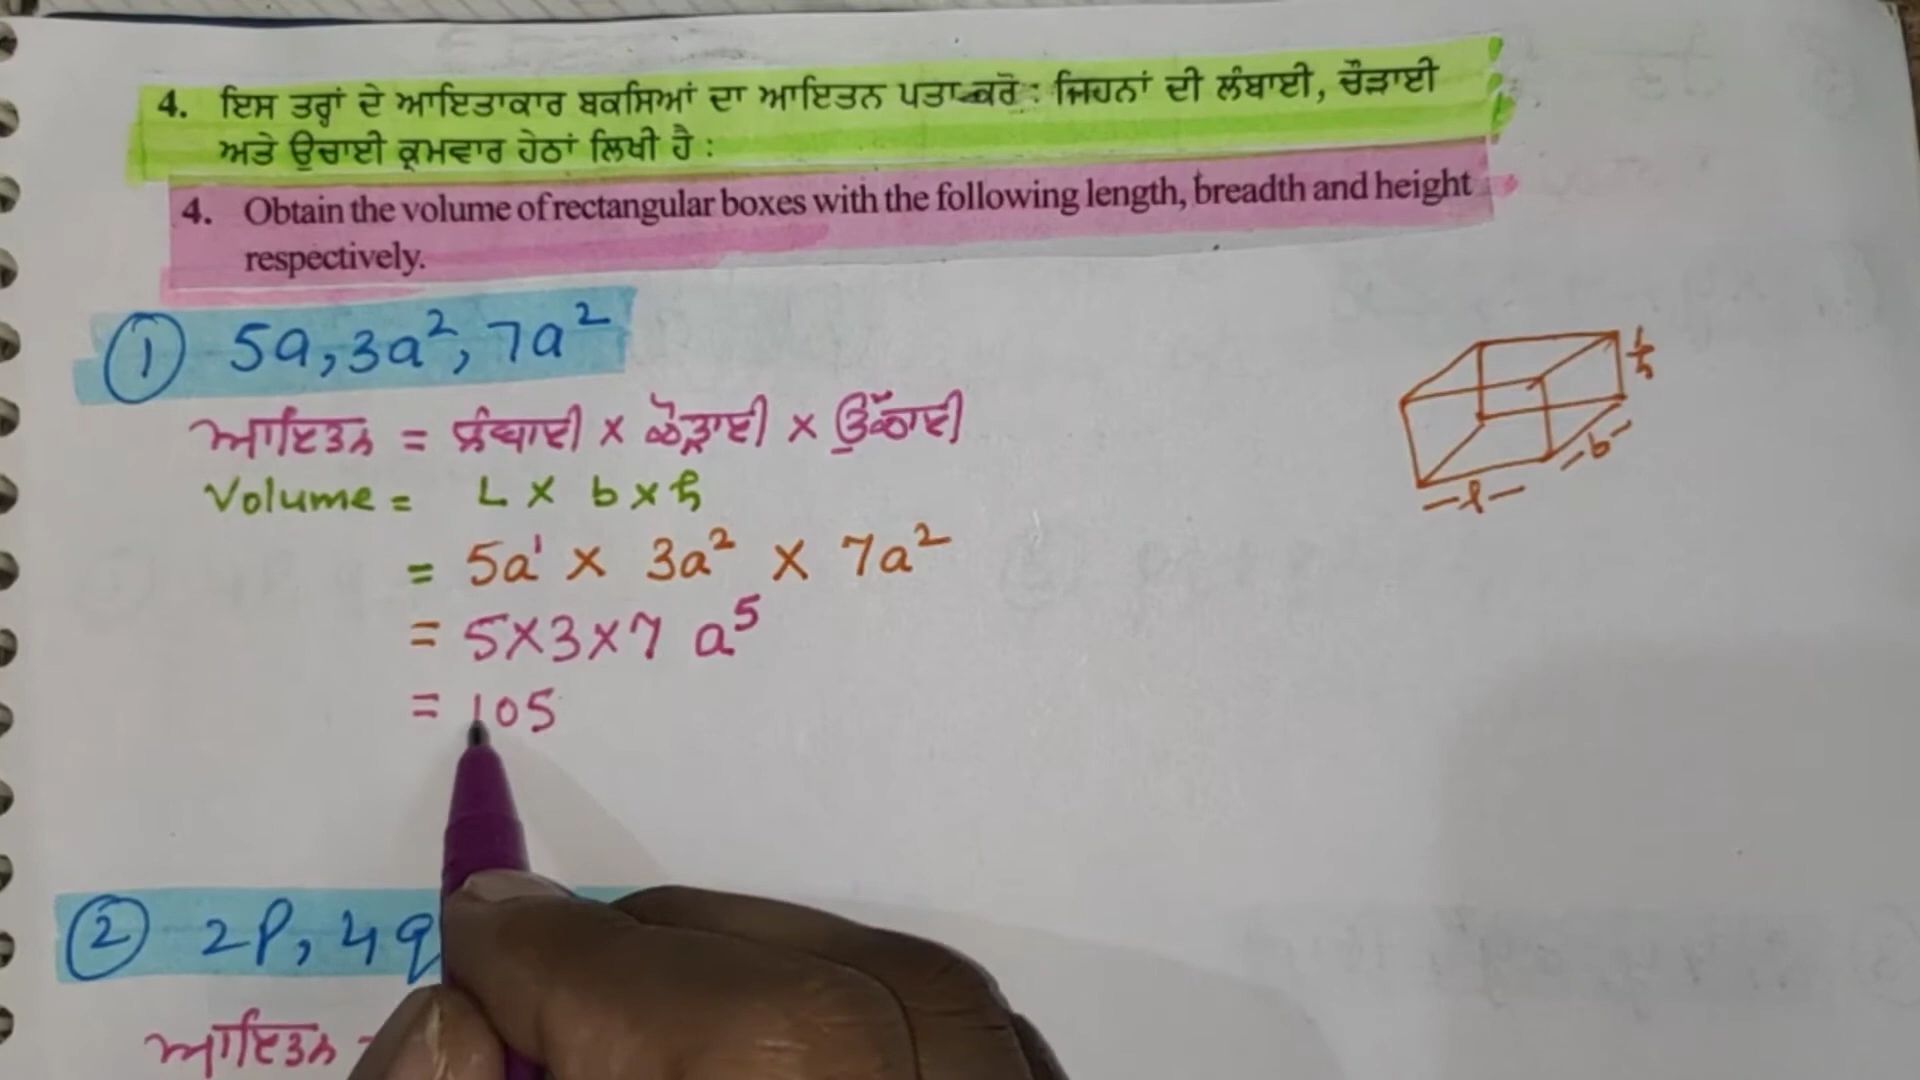 4. ਇਸ ਤਰ੍ਹਾਂ ਦੇ ਆਇਤਾਕਾਰ ਬਕਸਿਆਂ ਦਾ ਆਇਤਨ ਪਤਾ ਕਰੋ : ਜਿਹਨਾਂ ਦੀ ਲੰਬਾਈ, ਚੌੜਾਈ
ਅਤੇ ਉਚਾਈ ਕ੍ਰਮਵਾਰ ਹੇਠਾਂ ਲਿਖੀ ਹੈ :
4. Obtain the volume of rectangular boxes with the following length, breadth and height
respectively.
① 5a, 3a², 7a²
ਆਇਤਨ = ਲੰਬਾਈ × ਚੌੜਾਈ × ਉੱਚਾਈ
Volume = L × b × h
= 5a¹ × 3a² × 7a²
= 5×3×7 a⁵
= 105
h
b
l
② 2P, 4q
ਆਇਤਨ